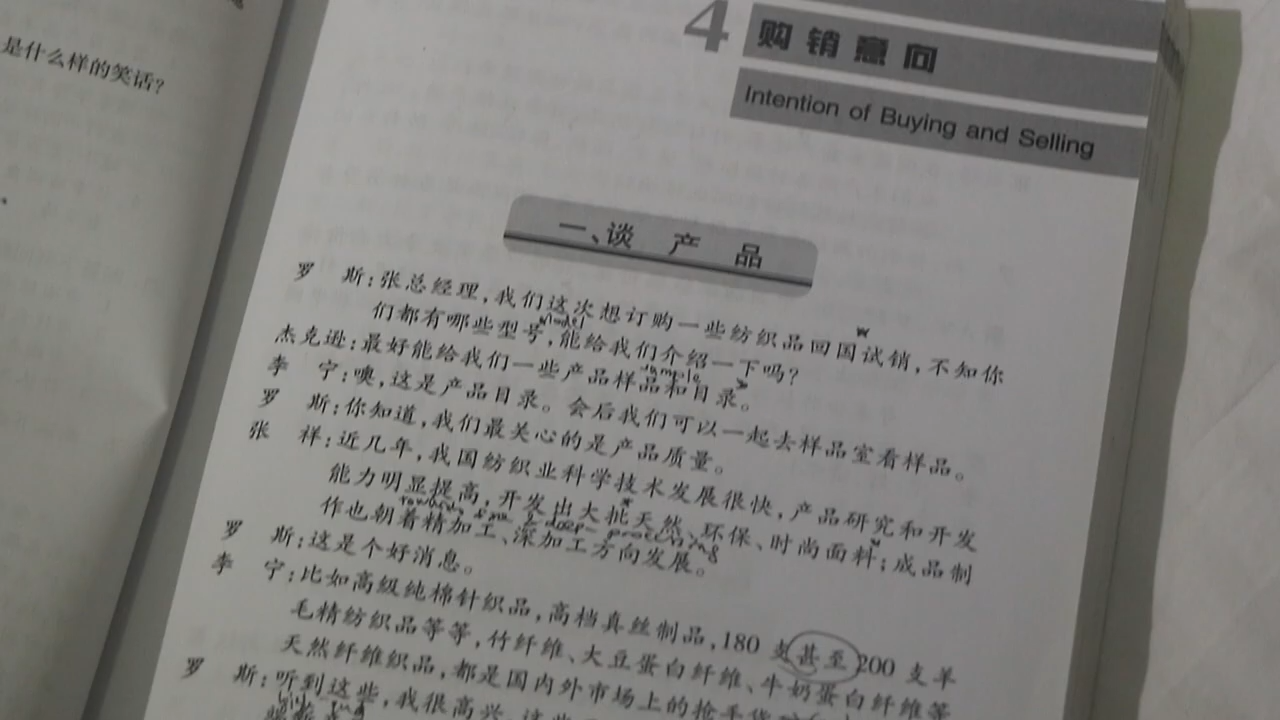 是什么样的笑话?
4 购销意向
Intention of Buying and Selling
一、谈 产 品
罗 斯:张总经理,我们这次想订购一些纺织品回国试销,不知你
们都有哪些型号,能给我们介绍一下吗?
model
杰克逊:最好能给我们一些产品样品和目录。
sample
李 宁:噢,这是产品目录。会后我们可以一起去样品室看样品。
罗 斯:你知道,我们最关心的是产品质量。
张 祥:近几年,我国纺织业科学技术发展很快,产品研究和开发
能力明显提高,开发出大批天然、环保、时尚面料;成品制
towards fine & deep-processing
作也朝着精加工、深加工方向发展。
罗 斯:这是个好消息。
李 宁:比如高级纯棉针织品,高档真丝制品,180 支甚至 200 支羊
毛精纺织品等等,竹纤维、大豆蛋白纤维、牛奶蛋白纤维等
天然纤维织品,都是国内外市场上的抢手货
罗 斯:听到这些,我很高兴,这些